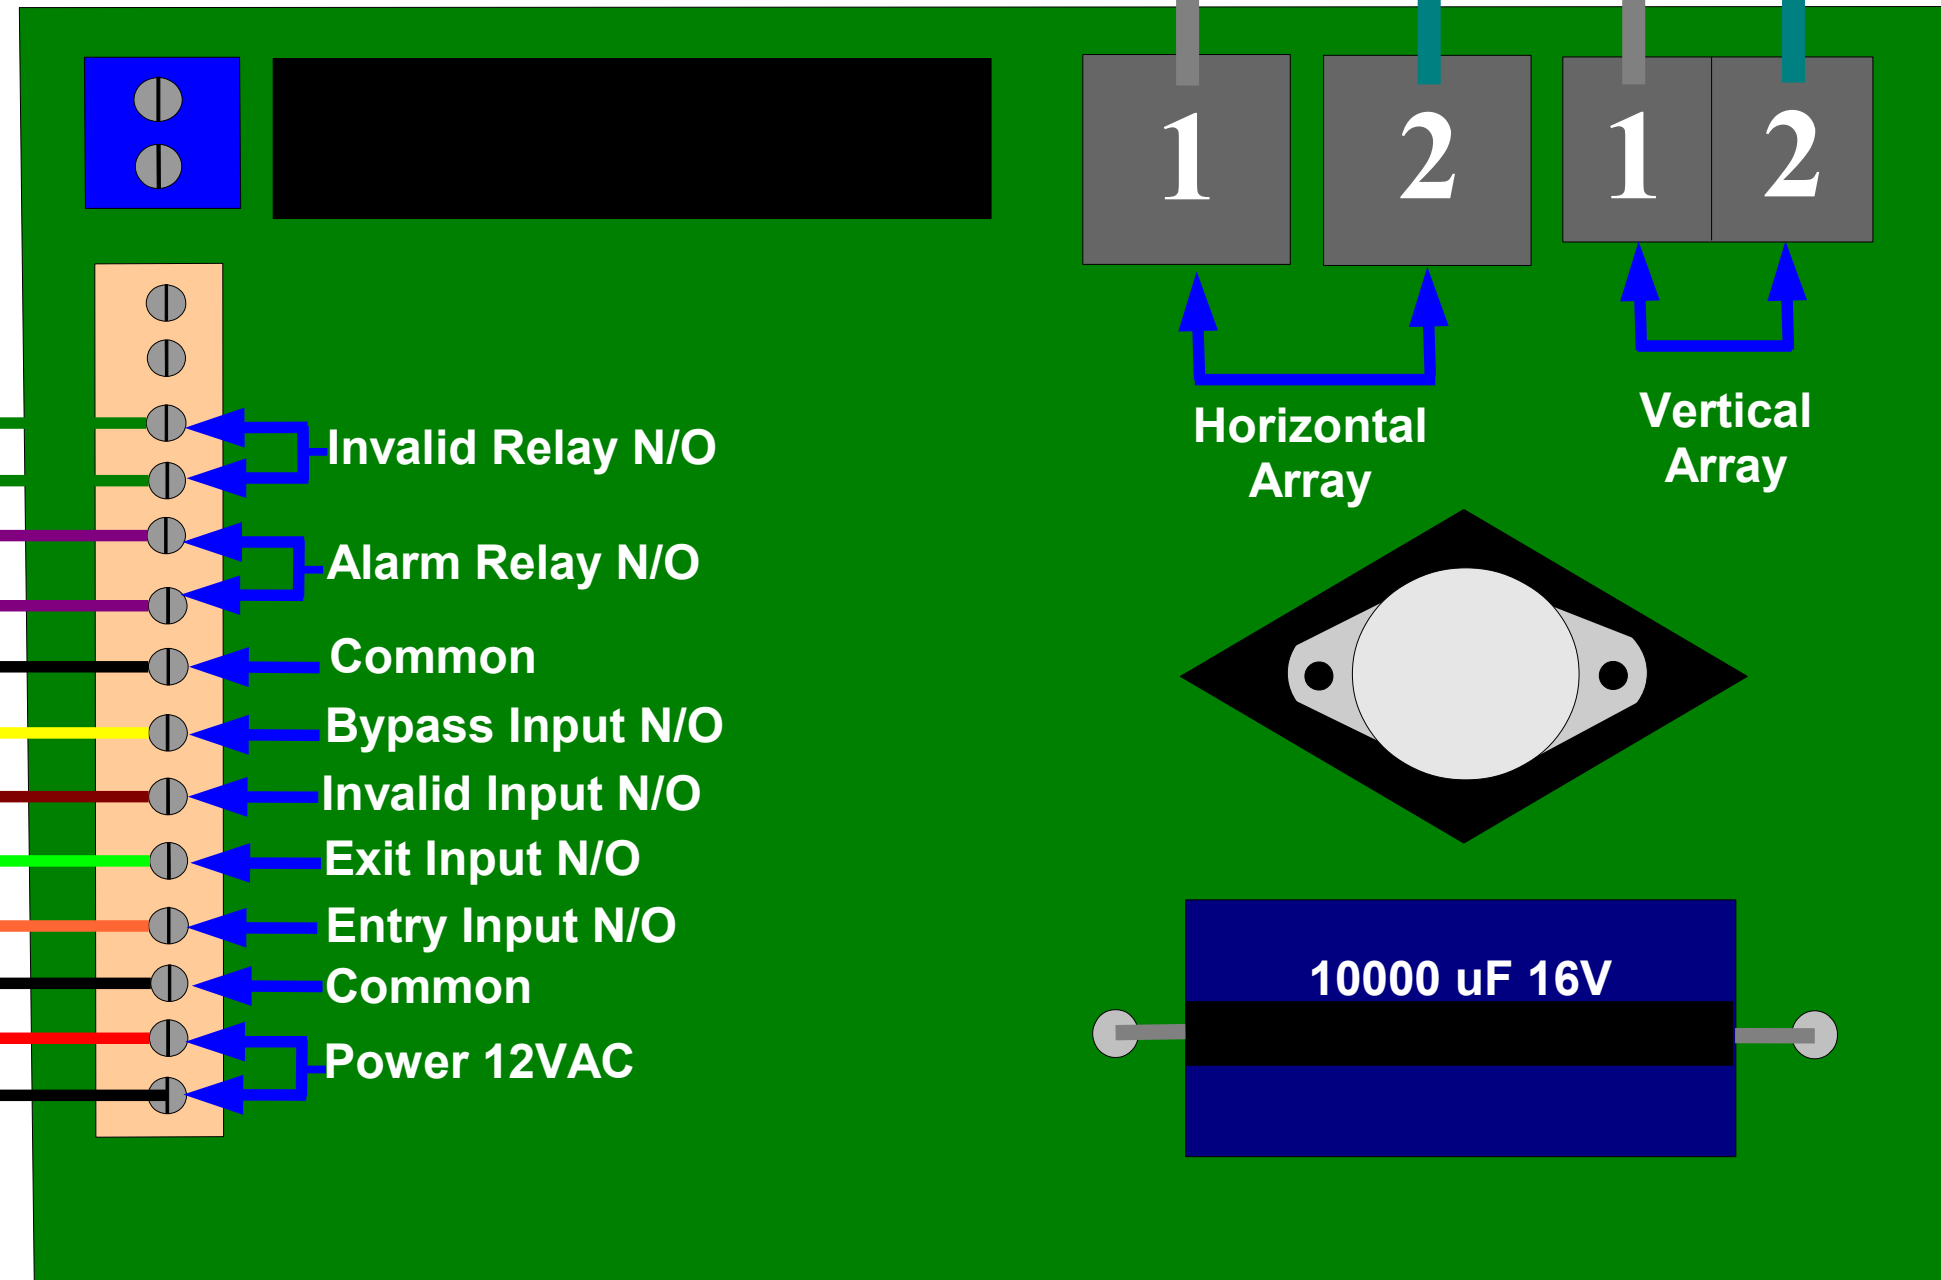 1 2 1 2
Horizontal
Array
Vertical
Array
Invalid Relay N/O
Alarm Relay N/O
Common
Bypass Input N/O
Invalid Input N/O
Exit Input N/O
Entry Input N/O
Common
Power 12VAC
10000 uF 16V